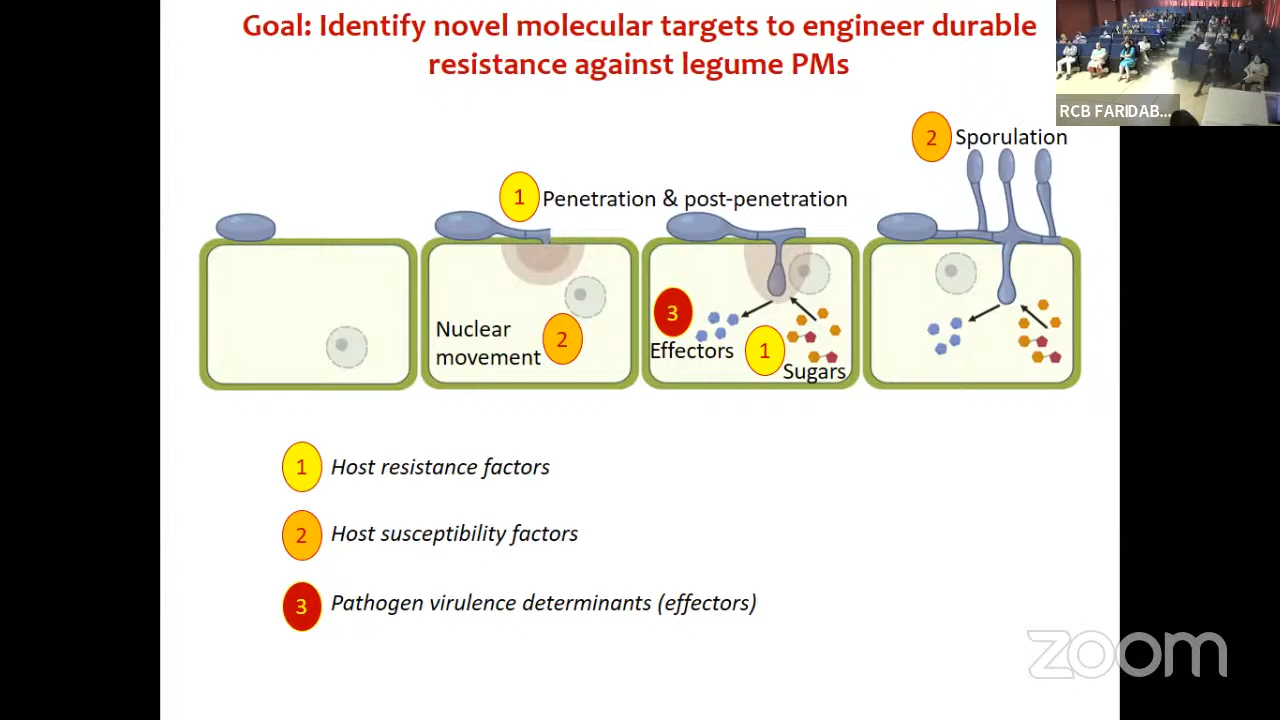 Goal: Identify novel molecular targets to engineer durable
resistance against legume PMs
RCB FARIDAB...
2 Sporulation
1 Penetration & post-penetration
Nuclear
movement
2
3
Effectors
1
Sugars
1 Host resistance factors
2 Host susceptibility factors
3 Pathogen virulence determinants (effectors)
zoom